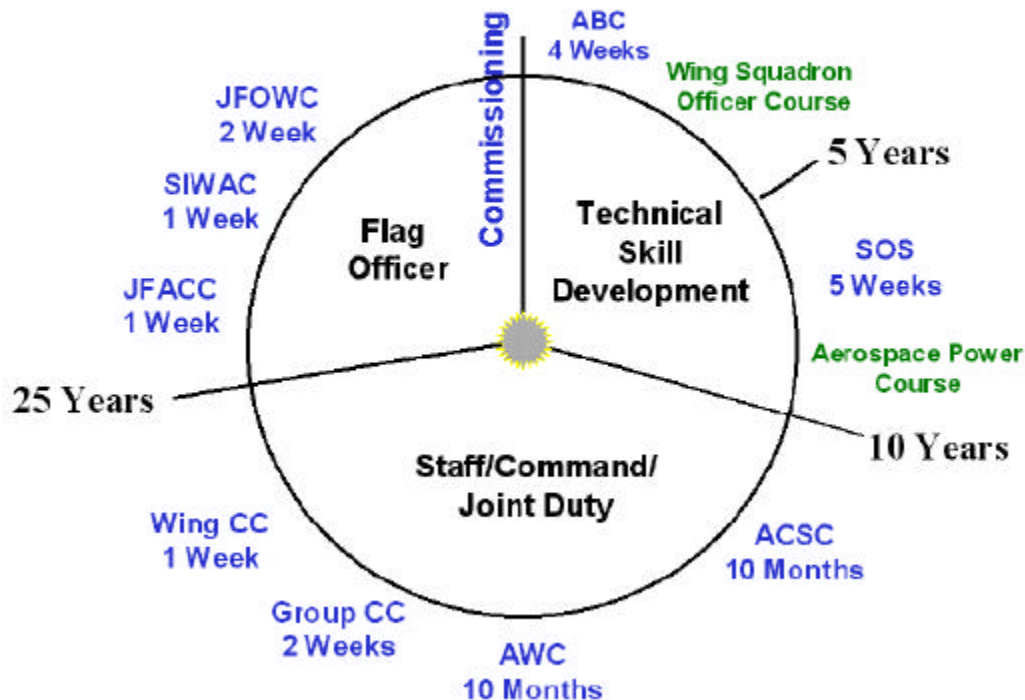 Commissioning
ABC
4 Weeks
Wing Squadron
Officer Course
5 Years
Technical
Skill
Development
SOS
5 Weeks
Aerospace Power
Course
10 Years
ACSC
10 Months
Staff/Command/
Joint Duty
AWC
10 Months
Group CC
2 Weeks
Wing CC
1 Week
25 Years
JFACC
1 Week
SIWAC
1 Week
JFOWC
2 Week
Flag
Officer